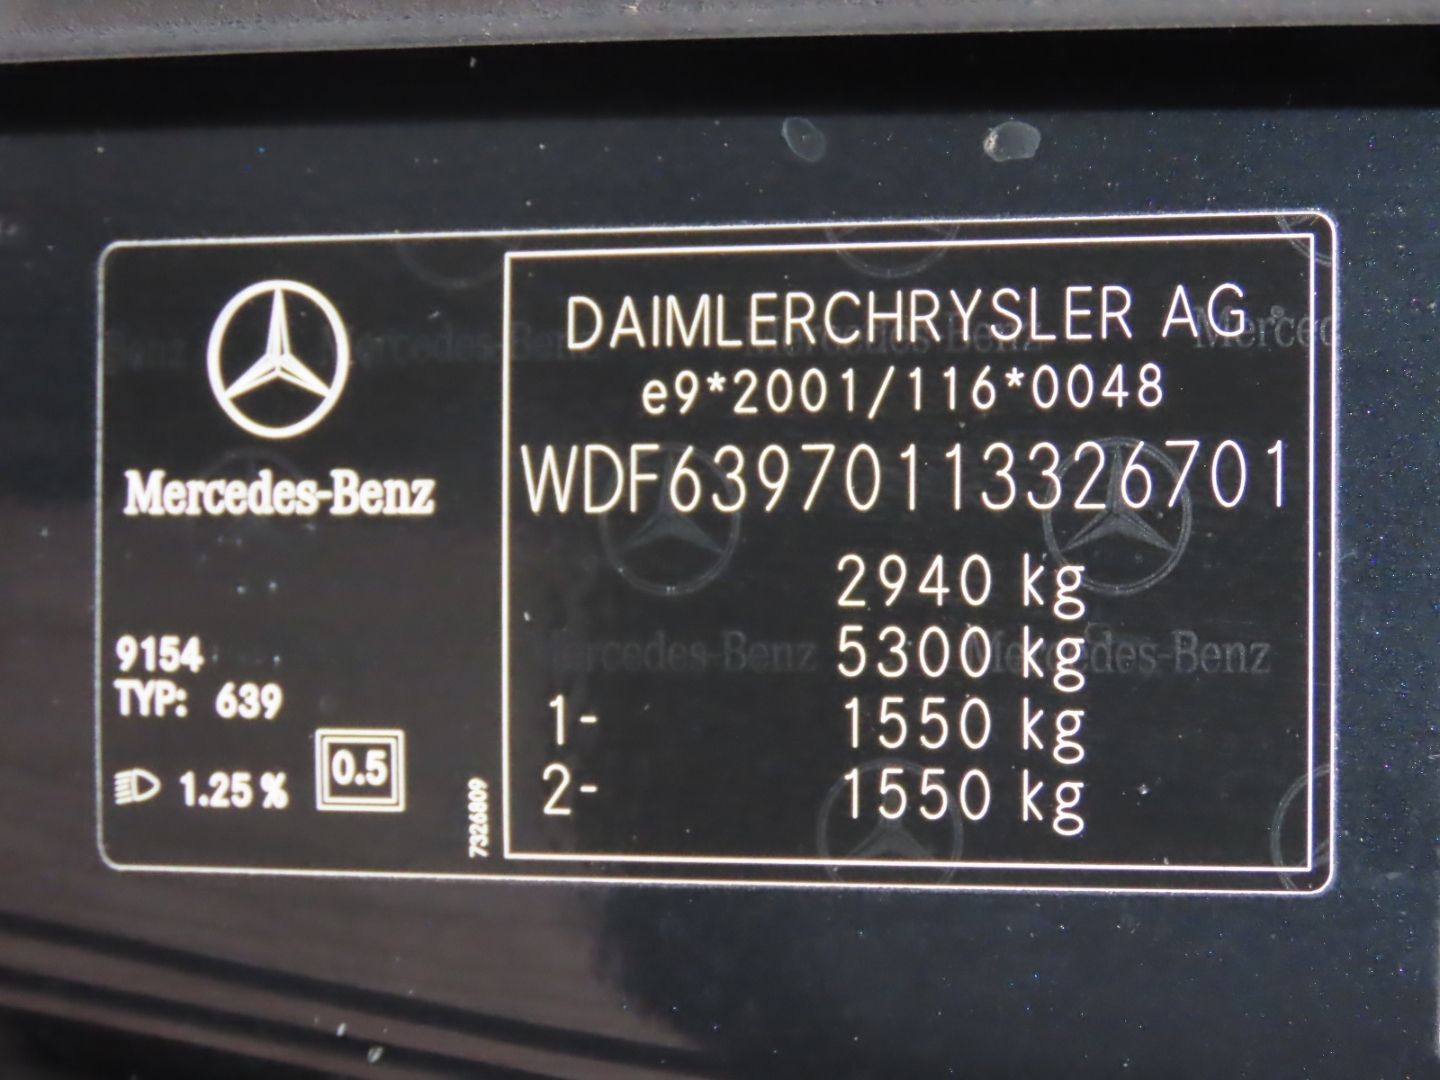 Mercedes-Benz
9154
TYP: 639
1.25 %
0.5
7326809
DAIMLERCHRYSLER AG
e9*2001/116*0048
WDF63970113326701
2940 kg
5300 kg
1- 1550 kg
2- 1550 kg